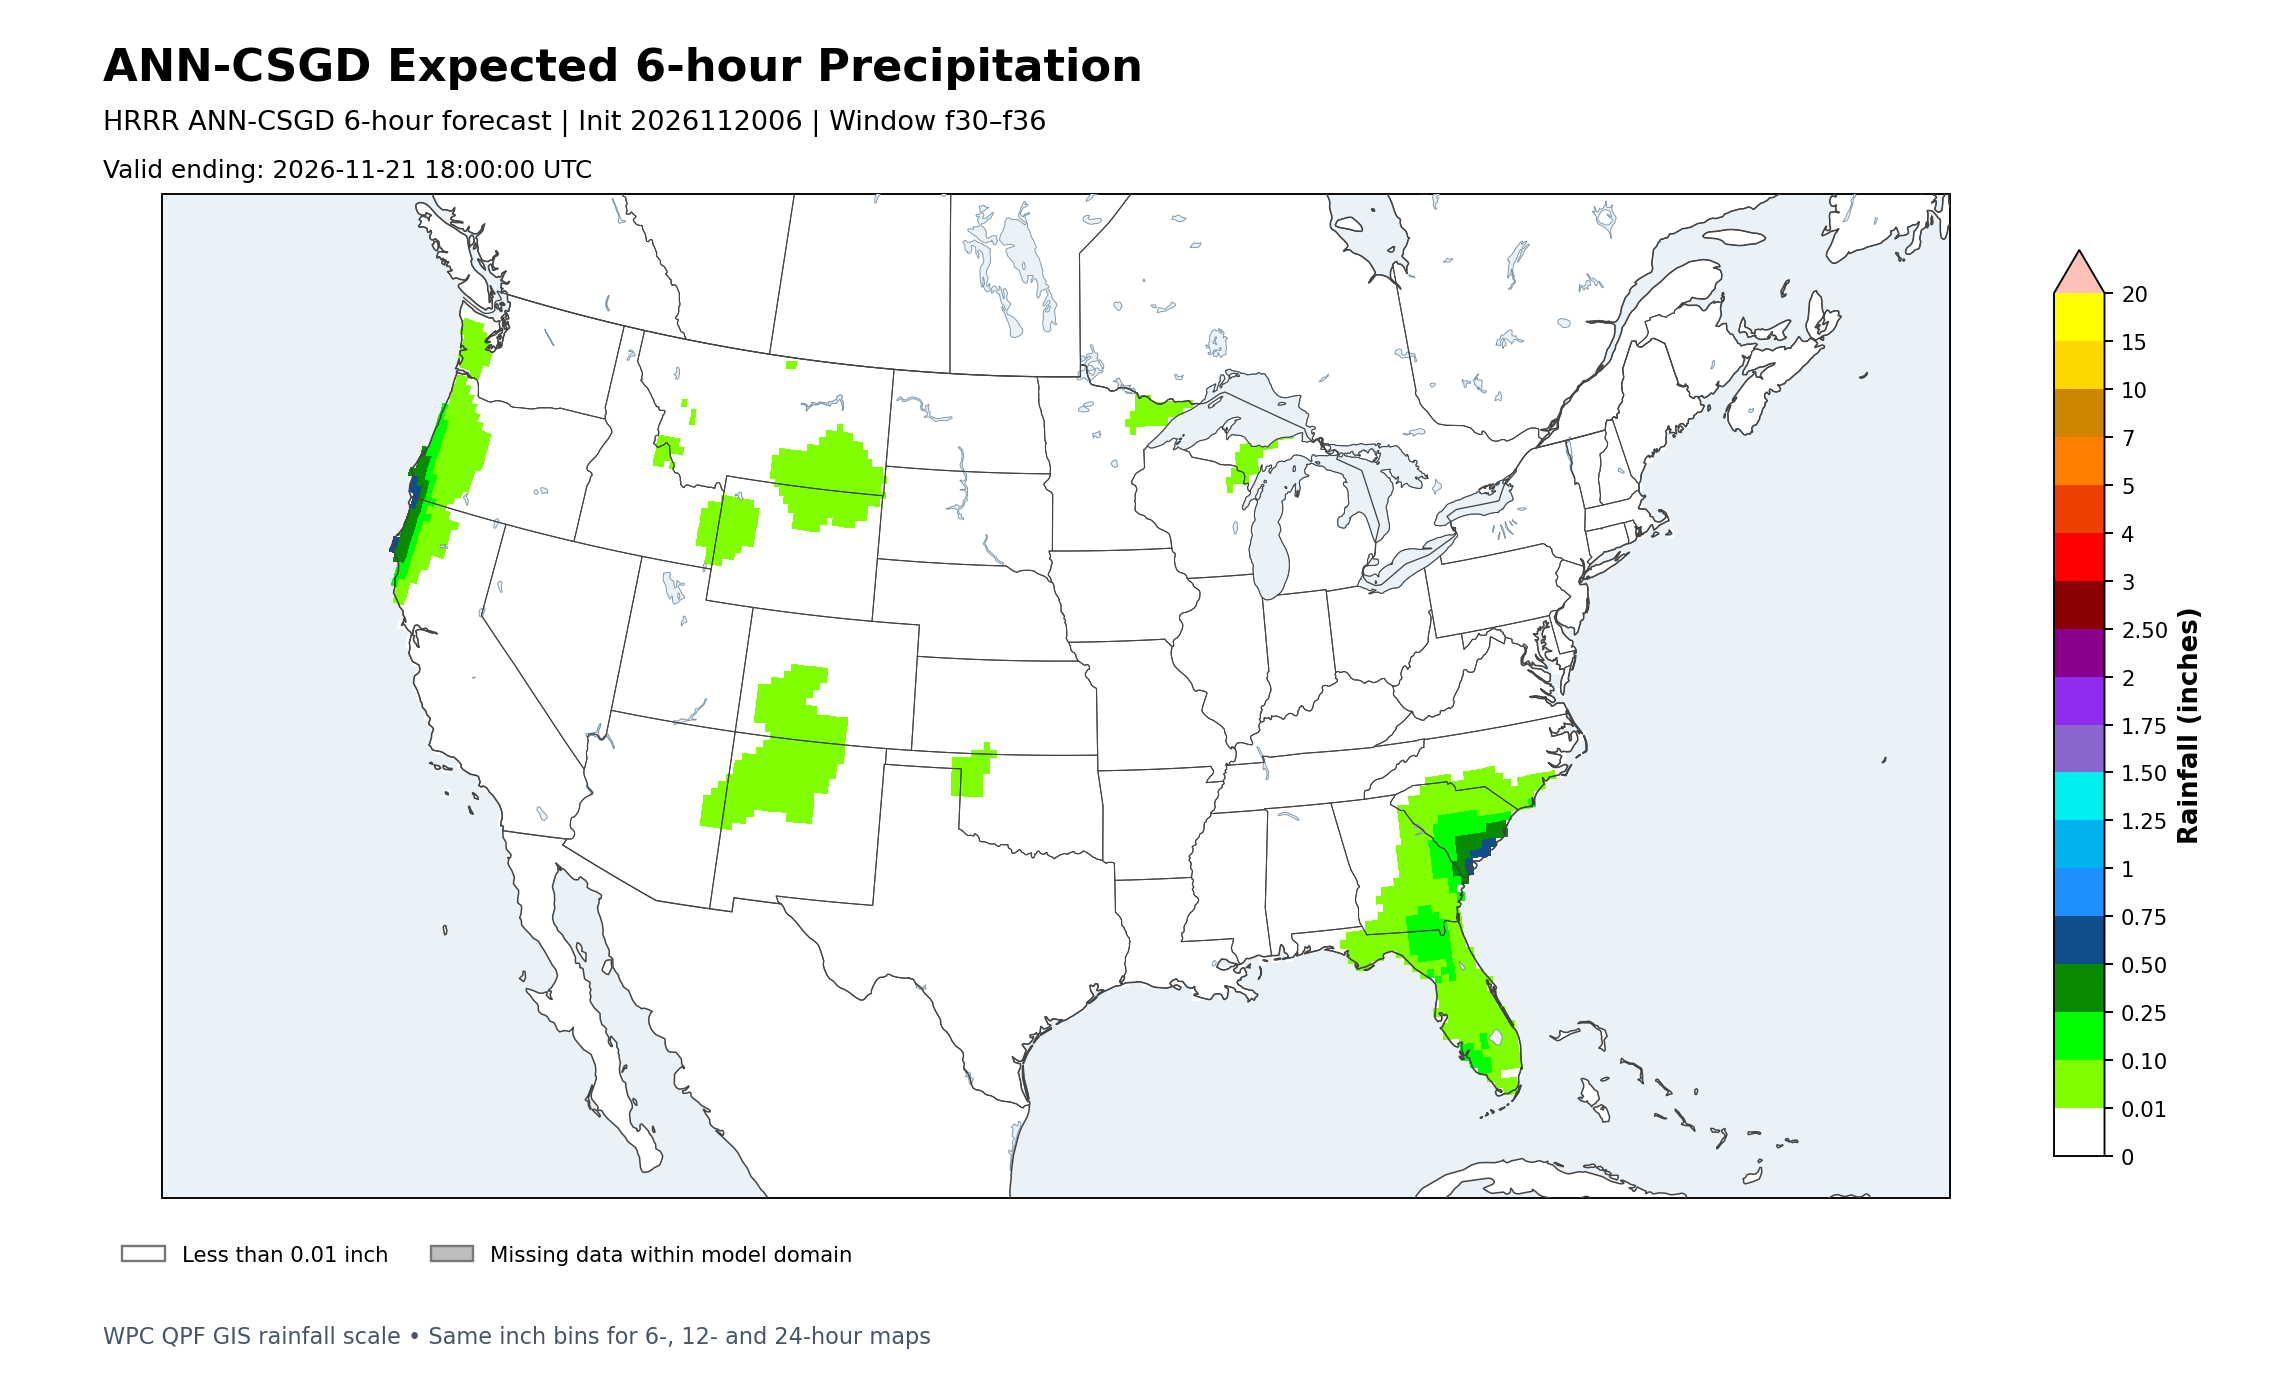 ANN-CSGD Expected 6-hour Precipitation
HRRR ANN-CSGD 6-hour forecast | Init 2026112006 | Window f30–f36
Valid ending: 2026-11-21 18:00:00 UTC
20
15
10
7
5
4
3
2.50
2
1.75
1.50
1.25
1
0.75
0.50
0.25
0.10
0.01
0
Rainfall (inches)
Less than 0.01 inch
Missing data within model domain
WPC QPF GIS rainfall scale • Same inch bins for 6-, 12- and 24-hour maps